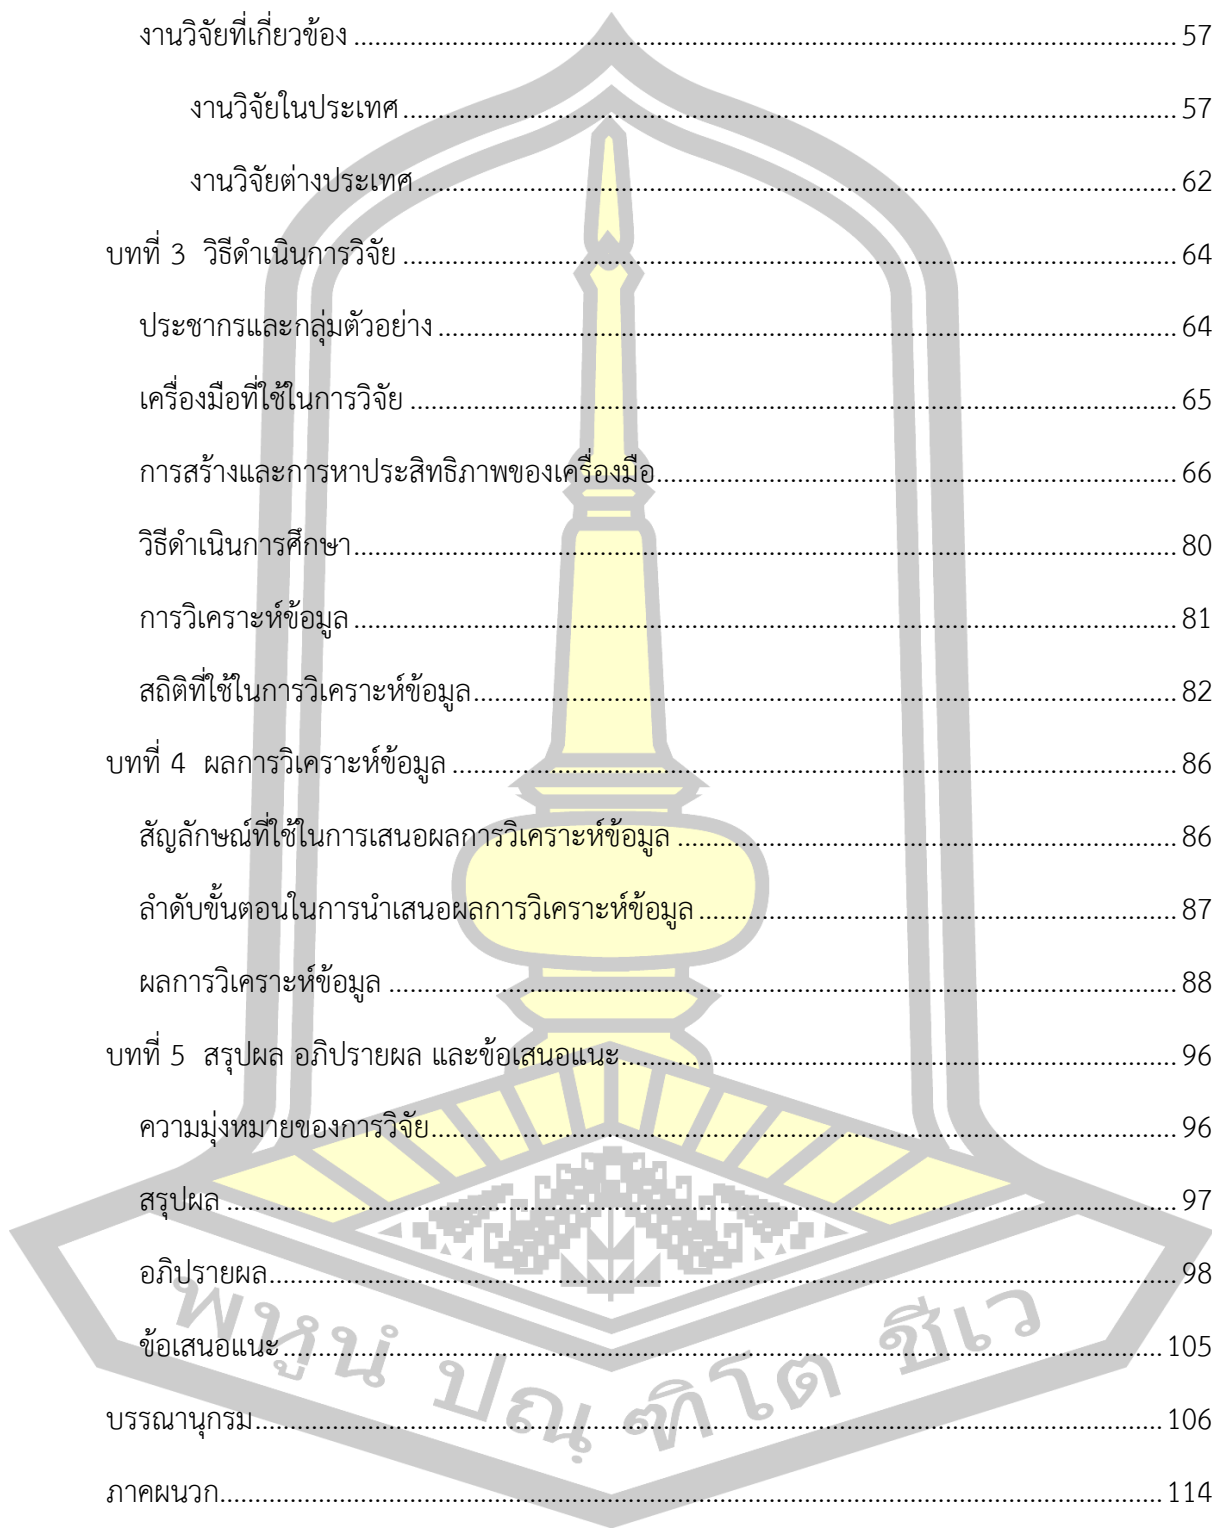 งานวิจัยที่เกี่ยวข้อง ........ 57
งานวิจัยในประเทศ ........ 57
งานวิจัยต่างประเทศ ........ 62
บทที่ 3 วิธีดำเนินการวิจัย ........ 64
ประชากรและกลุ่มตัวอย่าง ........ 64
เครื่องมือที่ใช้ในการวิจัย ........ 65
การสร้างและการหาประสิทธิภาพของเครื่องมือ ........ 66
วิธีดำเนินการศึกษา ........ 80
การวิเคราะห์ข้อมูล ........ 81
สถิติที่ใช้ในการวิเคราะห์ข้อมูล ........ 82
บทที่ 4 ผลการวิเคราะห์ข้อมูล ........ 86
สัญลักษณ์ที่ใช้ในการเสนอผลการวิเคราะห์ข้อมูล ........ 86
ลำดับขั้นตอนในการนำเสนอผลการวิเคราะห์ข้อมูล ........ 87
ผลการวิเคราะห์ข้อมูล ........ 88
บทที่ 5 สรุปผล อภิปรายผล และข้อเสนอแนะ ........ 96
ความมุ่งหมายของการวิจัย ........ 96
สรุปผล ........ 97
อภิปรายผล ........ 98
ข้อเสนอแนะ ........ 105
บรรณานุกรม ........ 106
ภาคผนวก ........ 114
พหูนํ ปณฺฑิโต ชีเว